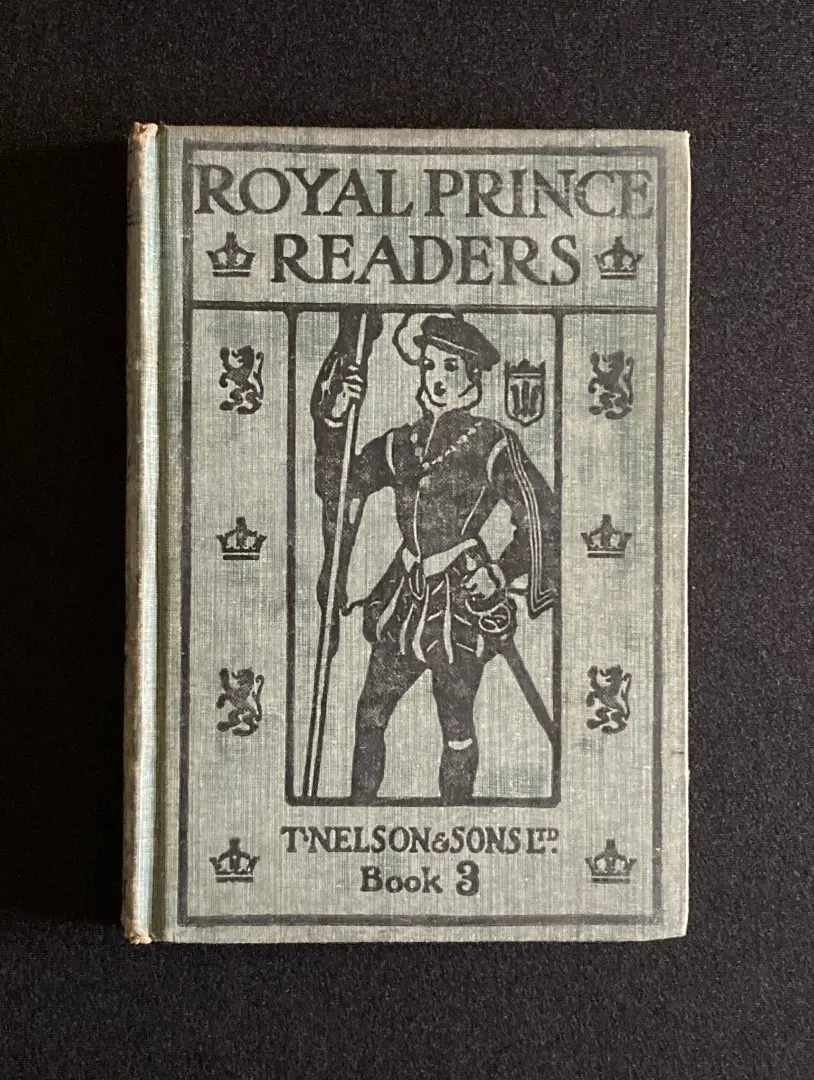 ROYAL PRINCE
READERS
T. NELSON & SONS LTD.
Book 3